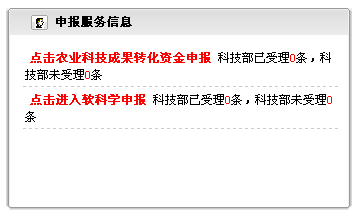 申报服务信息
点击农业科技成果转化资金申报 科技部已受理0条，科
技部未受理0条
点击进入软科学申报 科技部已受理0条，科技部未受理0
条